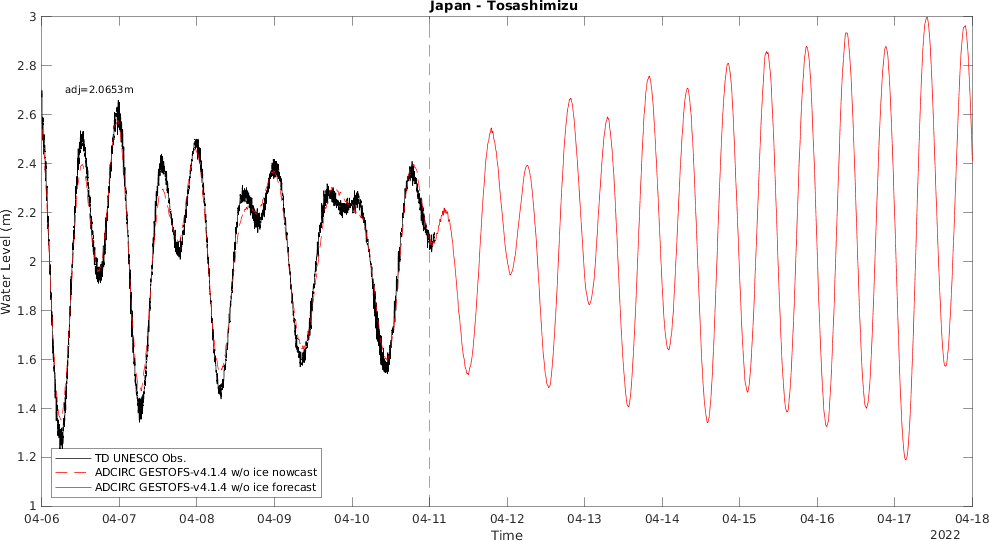 Japan - Tosashimizu
adj=2.0653m
3
2.8
2.6
2.4
2.2
2
1.8
1.6
1.4
1.2
1
Water Level (m)
TD UNESCO Obs.
ADCIRC GESTOFS-v4.1.4 w/o ice nowcast
ADCIRC GESTOFS-v4.1.4 w/o ice forecast
04-06 04-07 04-08 04-09 04-10 04-11 04-12 04-13 04-14 04-15 04-16 04-17 04-18
Time
2022